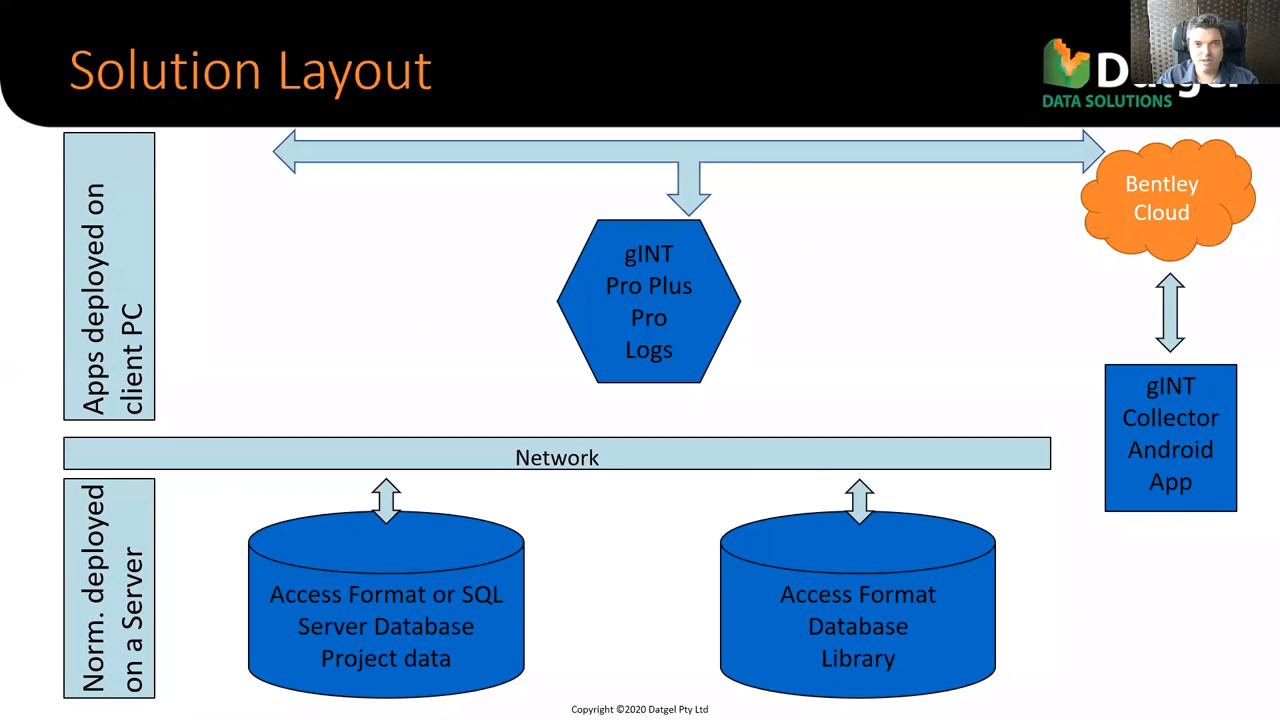 Solution Layout
DATA SOLUTIONS
Apps deployed on
client PC
Bentley
Cloud
gINT
Pro Plus
Pro
Logs
gINT
Collector
Android
App
Network
Norm. deployed
on a Server
Access Format or SQL
Server Database
Project data
Access Format
Database
Library
Copyright ©2020 Datgel Pty Ltd